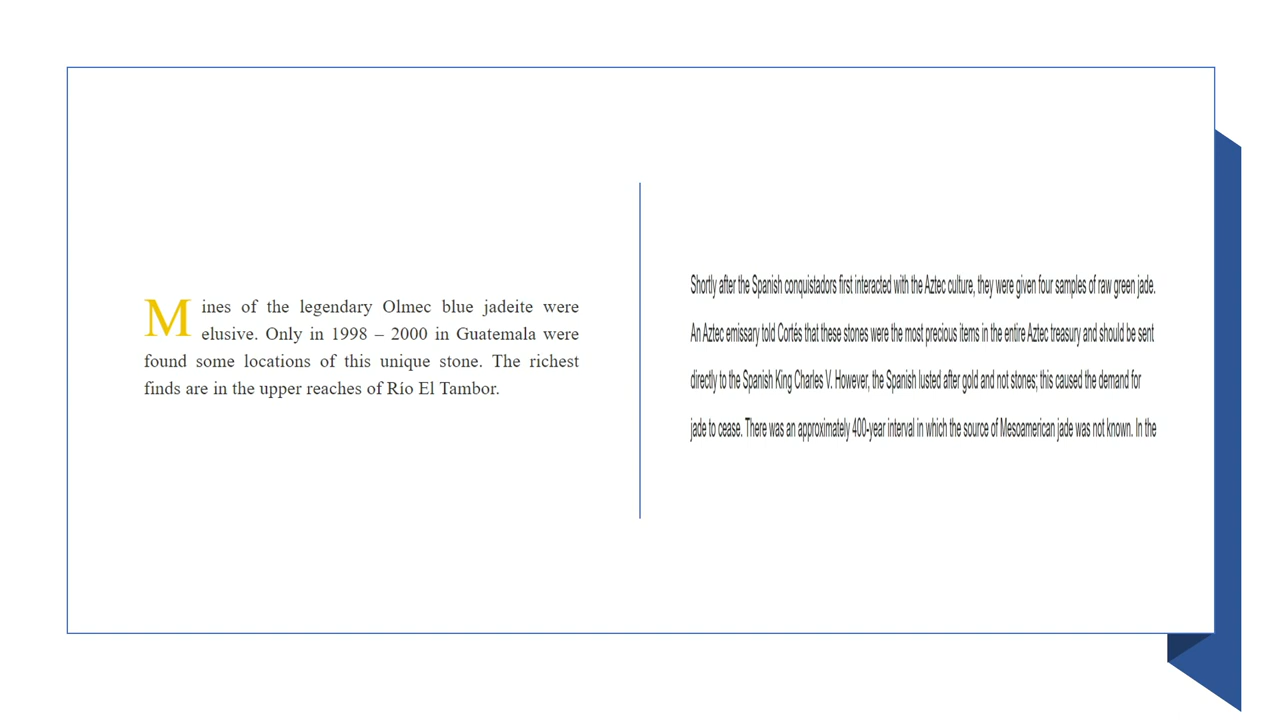 Mines of the legendary Olmec blue jadeite were
elusive. Only in 1998 – 2000 in Guatemala were
found some locations of this unique stone. The richest
finds are in the upper reaches of Río El Tambor.
Shortly after the Spanish conquistadors first interacted with the Aztec culture, they were given four samples of raw green jade.
An Aztec emissary told Cortés that these stones were the most precious items in the entire Aztec treasury and should be sent
directly to the Spanish King Charles V. However, the Spanish lusted after gold and not stones; this caused the demand for
jade to cease. There was an approximately 400-year interval in which the source of Mesoamerican jade was not known. In the